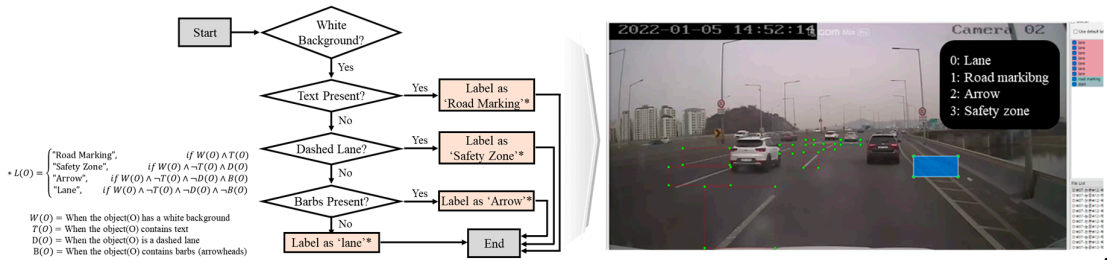 Start
White
Background?
Yes
Text Present?
Yes
Label as
'Road Marking'*
No
Dashed Lane?
Yes
Label as
'Safety Zone'*
No
Barbs Present?
Yes
Label as 'Arrow'*
No
Label as 'lane'*
End
* L(O) =
"Road Marking", if W(O) ∧ T(O)
"Safety Zone", if W(O) ∧ ¬T(O) ∧ D(O)
"Arrow", if W(O) ∧ ¬T(O) ∧ ¬D(O) ∧ B(O)
"Lane", if W(O) ∧ ¬T(O) ∧ ¬D(O) ∧ ¬B(O)
W(O) = When the object(O) has a white background
T(O) = When the object(O) contains text
D(O) = When the object(O) is a dashed lane
B(O) = When the object(O) contains barbs (arrowheads)
2022-01-05 14:52:14
Camera 02
0: Lane
1: Road markibng
2: Arrow
3: Safety zone
File List